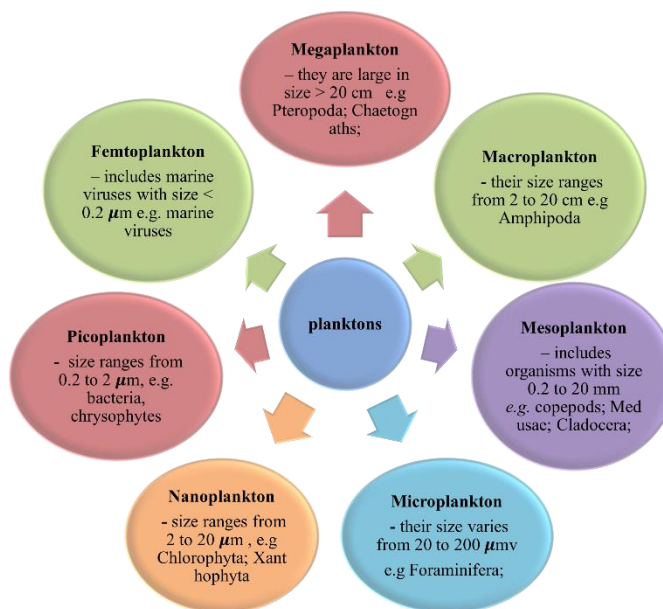 Megaplankton
– they are large in
size > 20 cm e.g
Pteropoda; Chaetogn
aths;
Macroplankton
- their size ranges
from 2 to 20 cm e.g
Amphipoda
Mesoplankton
– includes
organisms with size
0.2 to 20 mm
e.g. copepods; Med
usae; Cladocera;
Microplankton
- their size varies
from 20 to 200 µmv
e.g Foraminifera;
Nanoplankton
- size ranges from
2 to 20 µm , e.g
Chlorophyta; Xant
hophyta
Picoplankton
- size ranges from
0.2 to 2 µm, e.g.
bacteria,
chrysophytes
Femtoplankton
– includes marine
viruses with size <
0.2 µm e.g. marine
viruses
planktons